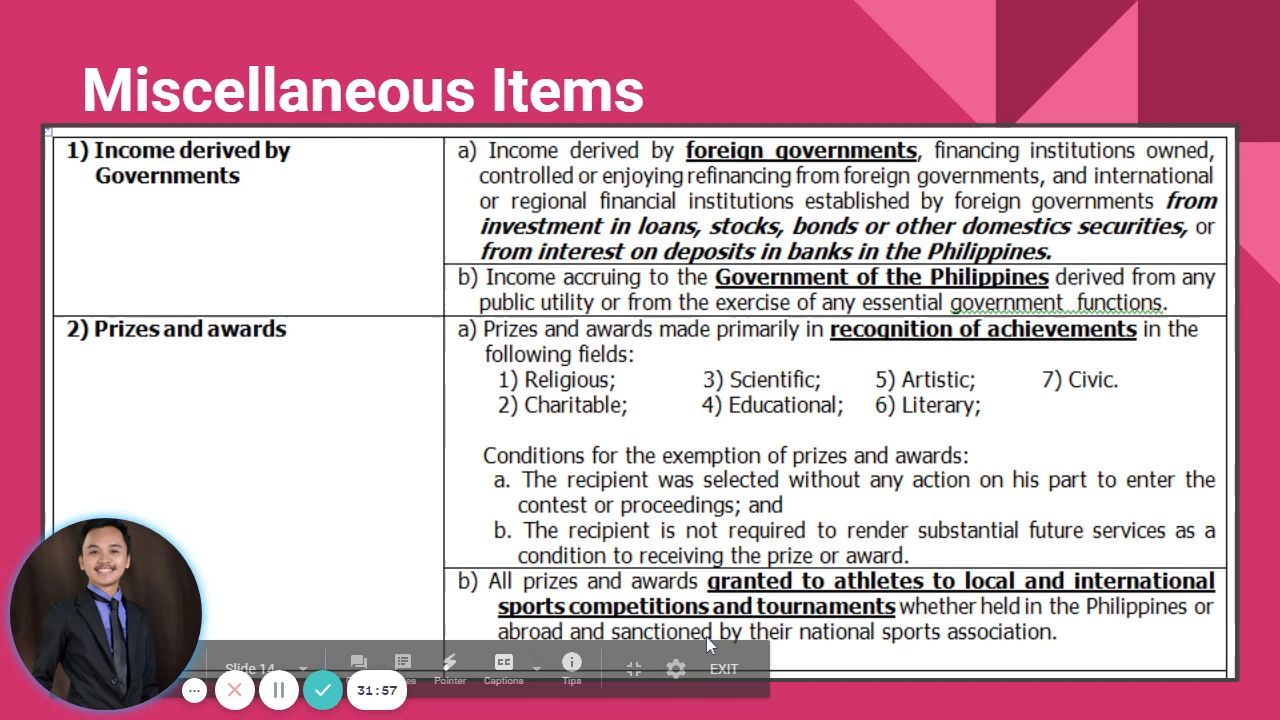 Miscellaneous Items
1) Income derived by
Governments
a) Income derived by foreign governments, financing institutions owned,
controlled or enjoying refinancing from foreign governments, and international
or regional financial institutions established by foreign governments from
investment in loans, stocks, bonds or other domestics securities, or
from interest on deposits in banks in the Philippines.
b) Income accruing to the Government of the Philippines derived from any
public utility or from the exercise of any essential government functions.
2) Prizes and awards
a) Prizes and awards made primarily in recognition of achievements in the
following fields:
1) Religious; 3) Scientific; 5) Artistic; 7) Civic.
2) Charitable; 4) Educational; 6) Literary;
Conditions for the exemption of prizes and awards:
a. The recipient was selected without any action on his part to enter the
contest or proceedings; and
b. The recipient is not required to render substantial future services as a
condition to receiving the prize or award.
b) All prizes and awards granted to athletes to local and international
sports competitions and tournaments whether held in the Philippines or
abroad and sanctioned by their national sports association.
Slide 14 CC EXIT
Pointer Captions Tips
31:57